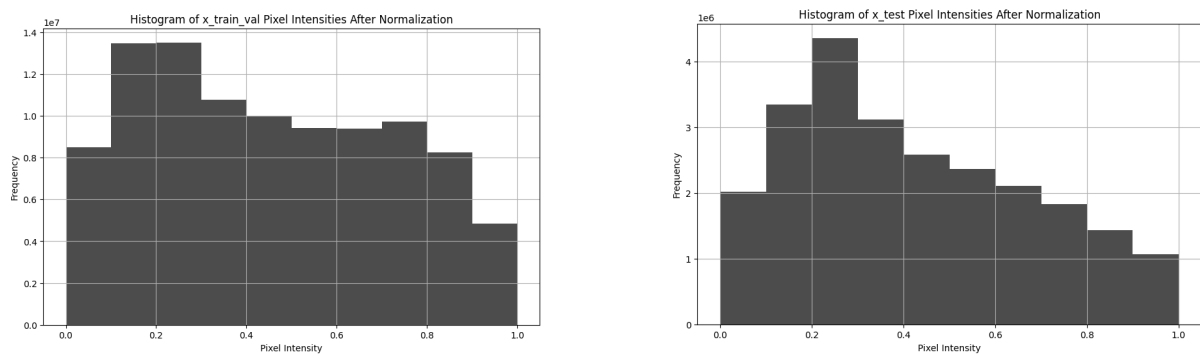 Histogram of x_train_val Pixel Intensities After Normalization
1e7
1.4
1.2
1.0
0.8
0.6
0.4
0.2
0.0
Frequency
0.0 0.2 0.4 0.6 0.8 1.0
Pixel Intensity
Histogram of x_test Pixel Intensities After Normalization
1e6
4
3
2
1
0
Frequency
0.0 0.2 0.4 0.6 0.8 1.0
Pixel Intensity